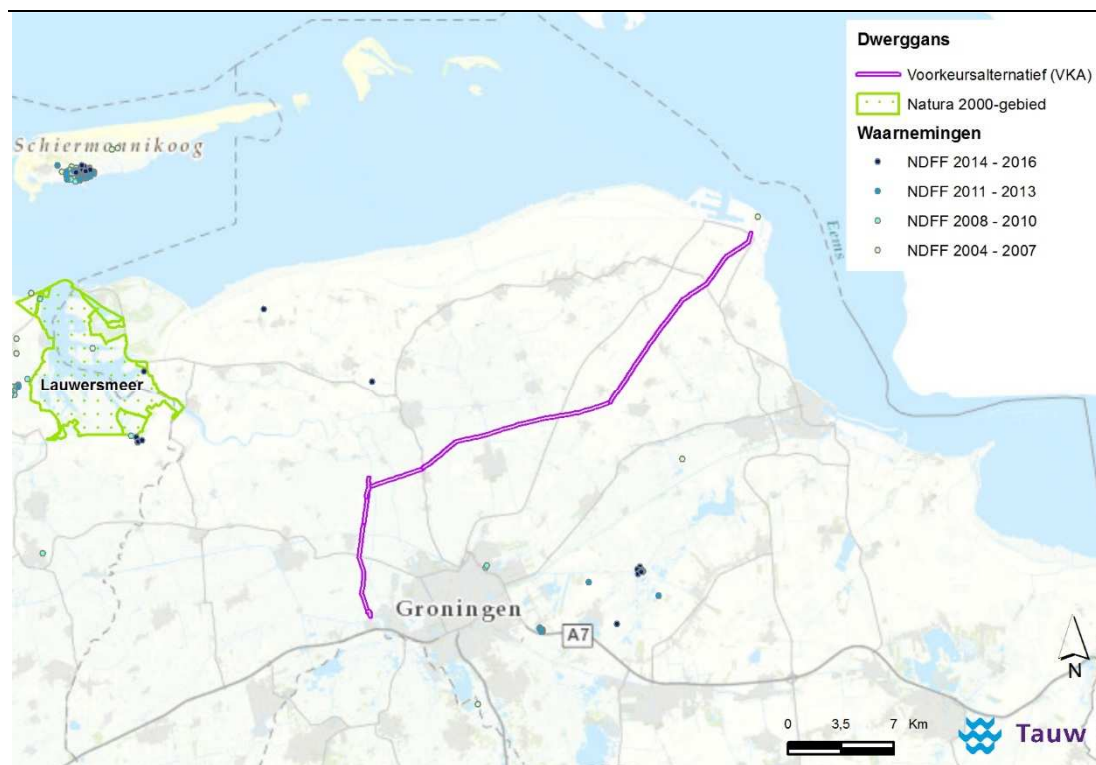 Dwerggans
Voorkeursalternatief (VKA)
Natura 2000-gebied
Waarnemingen
NDFF 2014 - 2016
NDFF 2011 - 2013
NDFF 2008 - 2010
NDFF 2004 - 2007
Schiermonnikoog
Eems
Lauwersmeer
Groningen
A7
N
0 3,5 7 Km
Tauw